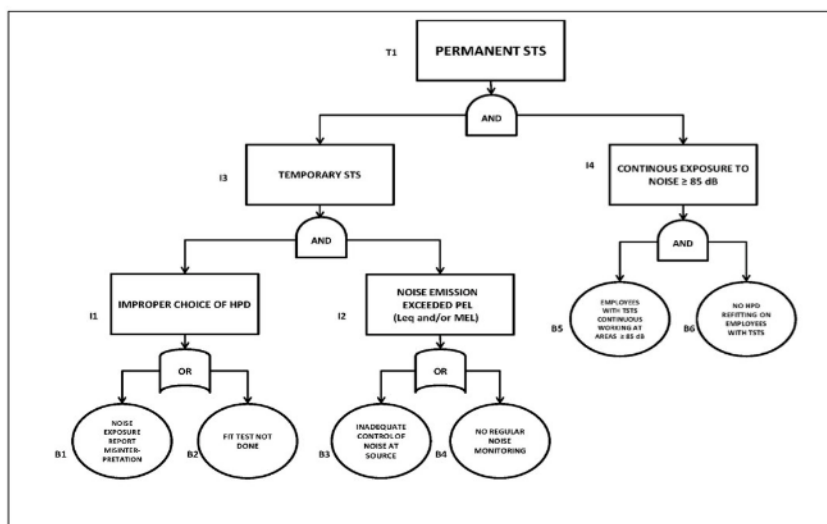 T1
PERMANENT STS
AND
I3
TEMPORARY STS
I4
CONTINOUS EXPOSURE TO
NOISE ≥ 85 dB
AND
AND
I1
IMPROPER CHOICE OF HPD
I2
NOISE EMISSION
EXCEEDED PEL
(Leq and/or MEL)
B5
EMPLOYEES
WITH TSTS
CONTINUOUS
WORKING AT
AREAS ≥ 85 dB
B6
NO HPD
REFITTING ON
EMPLOYEES
WITH TSTS
OR
OR
B1
NOISE
EXPOSURE
REPORT
MISINTER-
PRETATION
B2
FIT TEST NOT
DONE
B3
INADEQUATE
CONTROL OF
NOISE AT
SOURCE
B4
NO REGULAR
NOISE
MONITORING